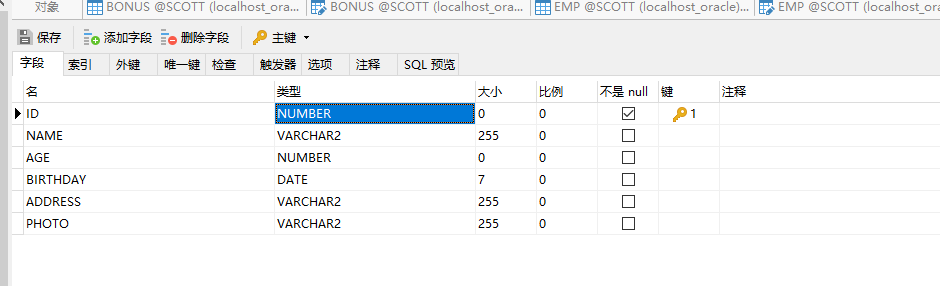 对象 BONUS @SCOTT (localhost_ora... BONUS @SCOTT (localhost_ora... EMP @SCOTT (localhost_oracle)... EMP @SCOTT (localhost_oracle)
保存 添加字段 删除字段 主键
字段 索引 外键 唯一键 检查 触发器 选项 注释 SQL 预览
名 类型 大小 比例 不是 null 键 注释
ID NUMBER 0 0 1
NAME VARCHAR2 255 0
AGE NUMBER 0 0
BIRTHDAY DATE 7 0
ADDRESS VARCHAR2 255 0
PHOTO VARCHAR2 255 0